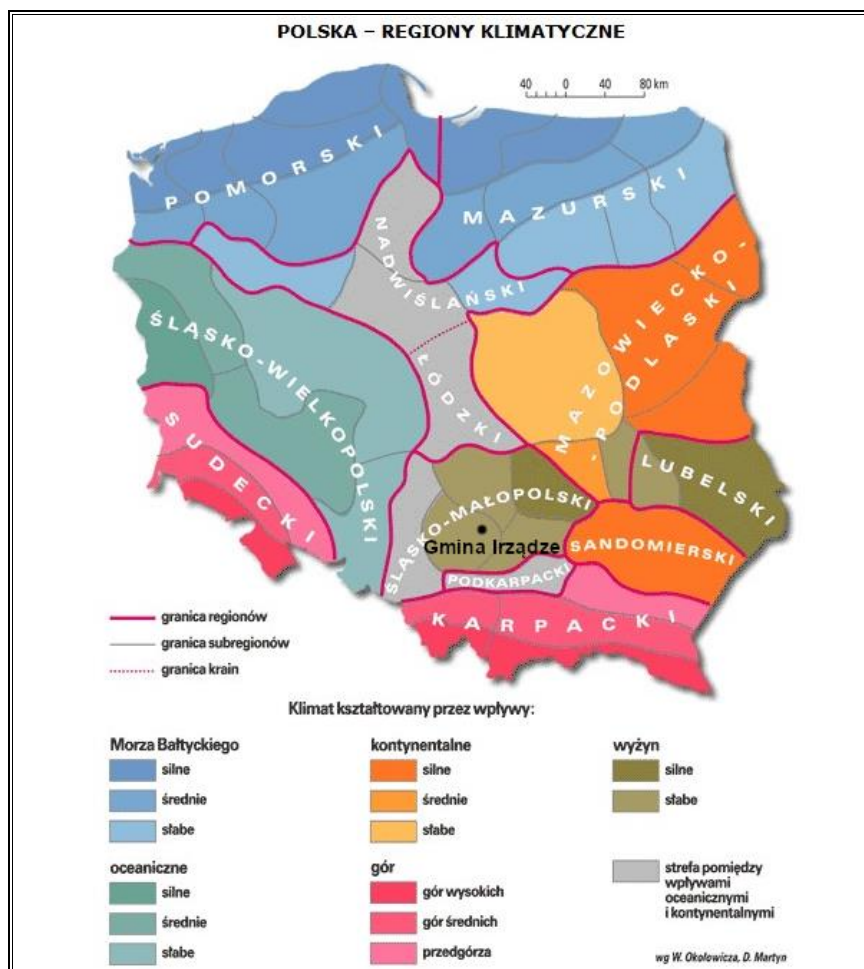 POLSKA – REGIONY KLIMATYCZNE
40 0 40 80 km
POMORSKI
MAZURSKI
NADWIŚLAŃSKI
MAZOWIECKO-
-PODLASKI
ŚLĄSKO-WIELKOPOLSKI
ŁÓDZKI
SUDECKI
LUBELSKI
ŚLĄSKO-MAŁOPOLSKI
Gmina Irządze
SANDOMIERSKI
PODKARPACKI
KARPACKI
granica regionów
granica subregionów
granica krain
Klimat kształtowany przez wpływy:
Morza Bałtyckiego
silne
średnie
słabe
kontynentalne
silne
średnie
słabe
wyżyn
silne
słabe
oceaniczne
silne
średnie
słabe
gór
gór wysokich
gór średnich
przedgórza
strefa pomiędzy
wpływami
oceanicznymi
i kontynentalnymi
wg W. Okołowicza, D. Martyn